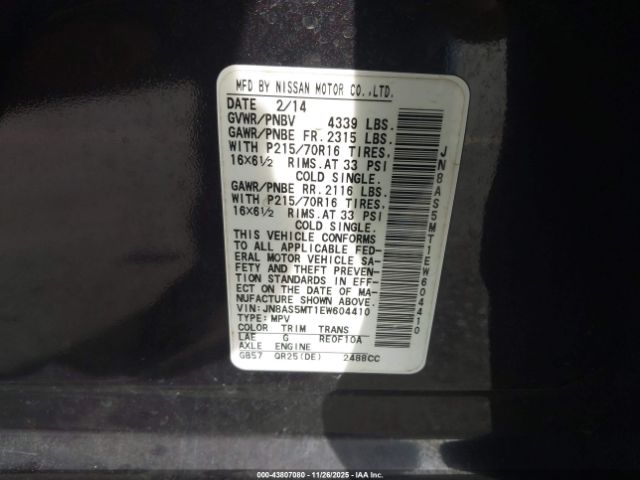 MFD BY NISSAN MOTOR CO.,LTD.
DATE 2/14
GVWR/PNBV 4339 LBS.
GAWR/PNBE FR. 2315 LBS.
WITH P215/70R16 TIRES.
16X6½ RIMS. AT 33 PSI
COLD SINGLE.
GAWR/PNBE RR. 2116 LBS.
WITH P215/70R16 TIRES.
16X6½ RIMS. AT 33 PSI
COLD SINGLE.
THIS VEHICLE CONFORMS
TO ALL APPLICABLE FED-
ERAL MOTOR VEHICLE SA-
FETY AND THEFT PREVEN-
TION STANDARDS IN EFF-
ECT ON THE DATE OF MA-
NUFACTURE SHOWN ABOVE.
VIN: JN8AS5MT1EW604410
TYPE: MPV
COLOR TRIM TRANS
LAE G RE0F10A
AXLE ENGINE
GB57 QR25(DE) 2488CC
JN8AS5MT1EW604410
000-43807080 | 11/26/2025 | IAA Inc.